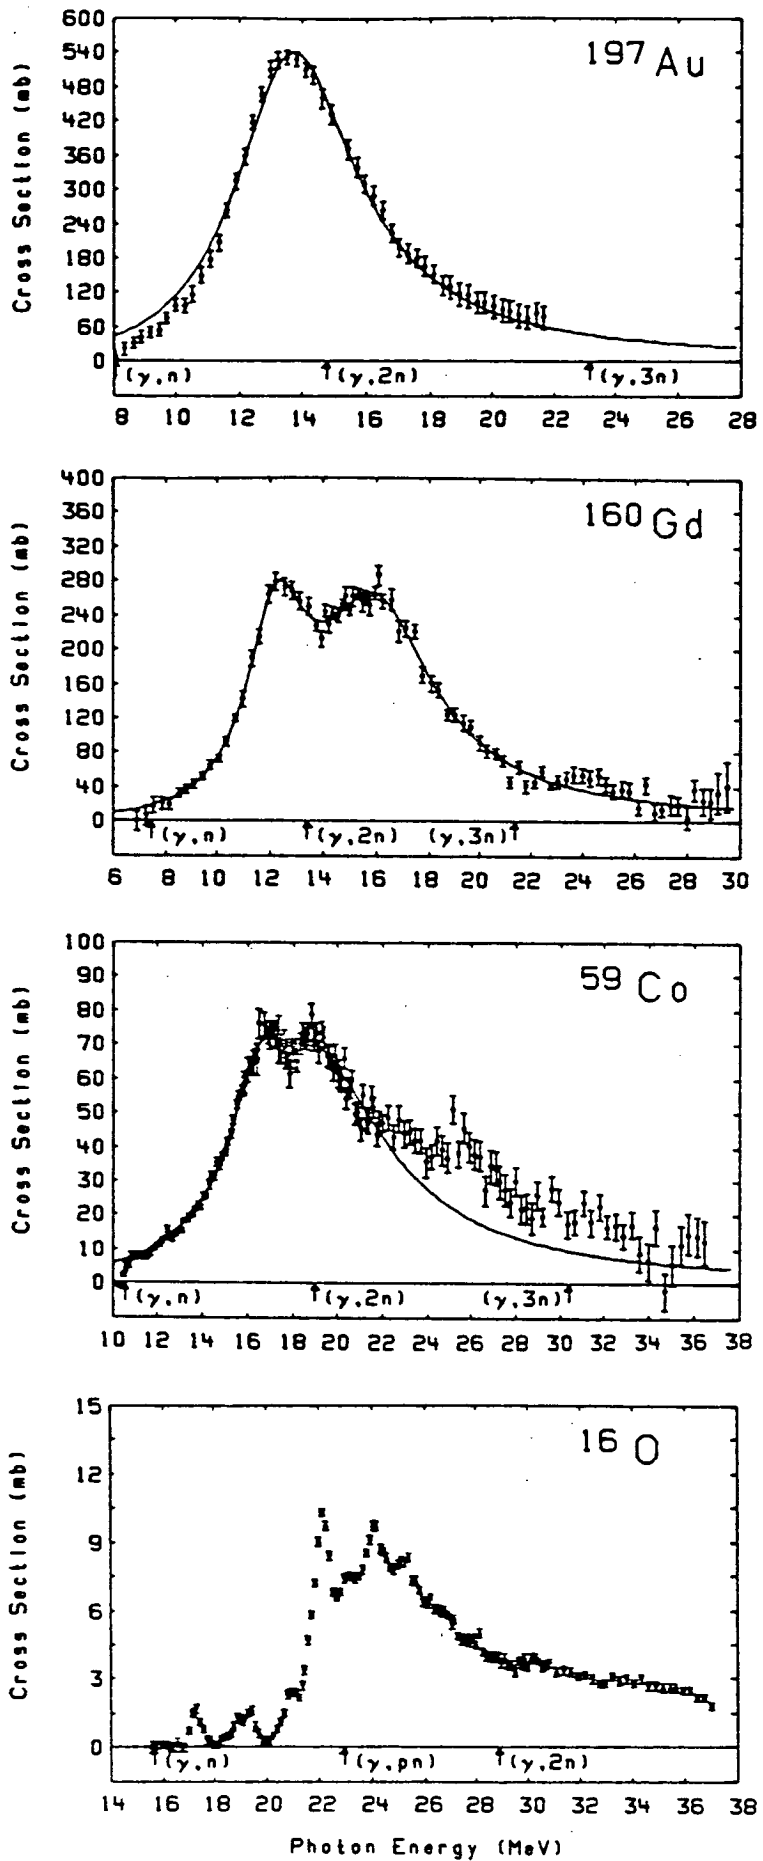 600
540
480
420
360
300
240
180
120
60
0
Cross Section (mb)
197 Au
(γ,n)
↑(γ,2n)
↑(γ,3n)
8 10 12 14 16 18 20 22 24 26 28
400
360
320
280
240
200
160
120
80
40
0
Cross Section (mb)
160 Gd
↑(γ,n)
↑(γ,2n)
(γ,3n)↑
6 8 10 12 14 16 18 20 22 24 26 28 30
100
90
80
70
60
50
40
30
20
10
0
Cross Section (mb)
59 Co
↑(γ,n)
↑(γ,2n)
(γ,3n)↑
10 12 14 16 18 20 22 24 26 28 30 32 34 36 38
15
12
9
6
3
0
Cross Section (mb)
16 O
↑(γ,n)
↑(γ,pn)
↑(γ,2n)
14 16 18 20 22 24 26 28 30 32 34 36 38
Photon Energy (MeV)